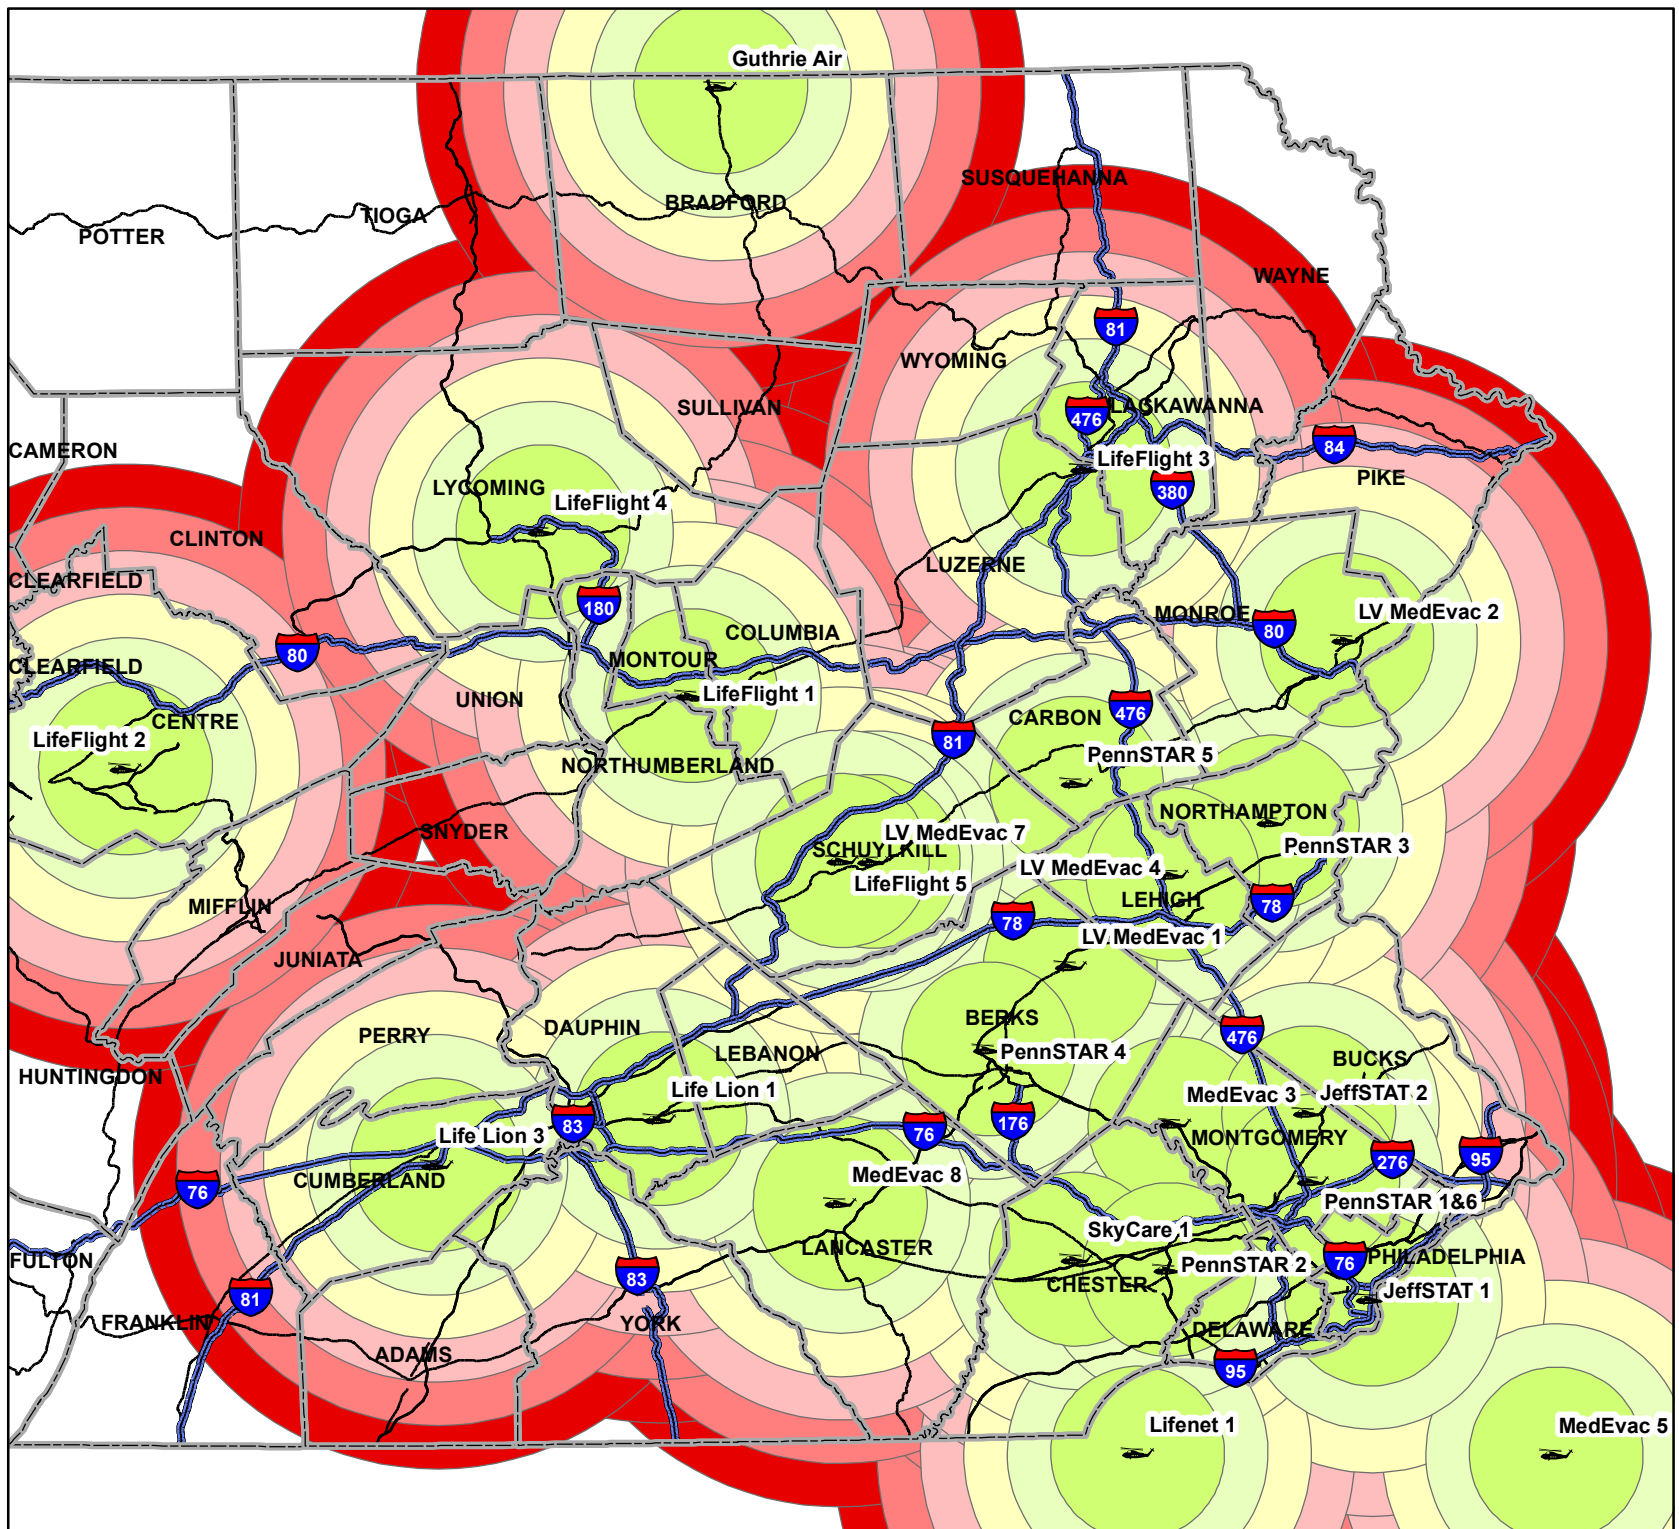 Guthrie Air
SUSQUEHANNA
BRADFORD
TIOGA
POTTER
WAYNE
81
WYOMING
SULLIVAN
476
LACKAWANNA
84
CAMERON
LifeFlight 3
PIKE
LYCOMING
LifeFlight 4
380
CLINTON
LUZERNE
CLEARFIELD
180
MONROE
LV MedEvac 2
80
COLUMBIA
80
MONTOUR
CLEARFIELD
UNION
LifeFlight 1
476
CARBON
CENTRE
LifeFlight 2
81
PennSTAR 5
NORTHUMBERLAND
NORTHAMPTON
SNYDER
LV MedEvac 7
SCHUYLKILL
PennSTAR 3
LV MedEvac 4
LifeFlight 5
LEHIGH
78
MIFFLIN
78
LV MedEvac 1
JUNIATA
BERKS
DAUPHIN
PERRY
476
LEBANON
PennSTAR 4
BUCKS
HUNTINGDON
Life Lion 1
MedEvac 3
JeffSTAT 2
83
176
76
Life Lion 3
MONTGOMERY
276
95
MedEvac 8
CUMBERLAND
76
PennSTAR 1&6
SkyCare 1
LANCASTER
PHILADELPHIA
FULTON
PennSTAR 2
76
83
CHESTER
JeffSTAT 1
81
FRANKLIN
YORK
DELAWARE
ADAMS
95
Lifenet 1
MedEvac 5